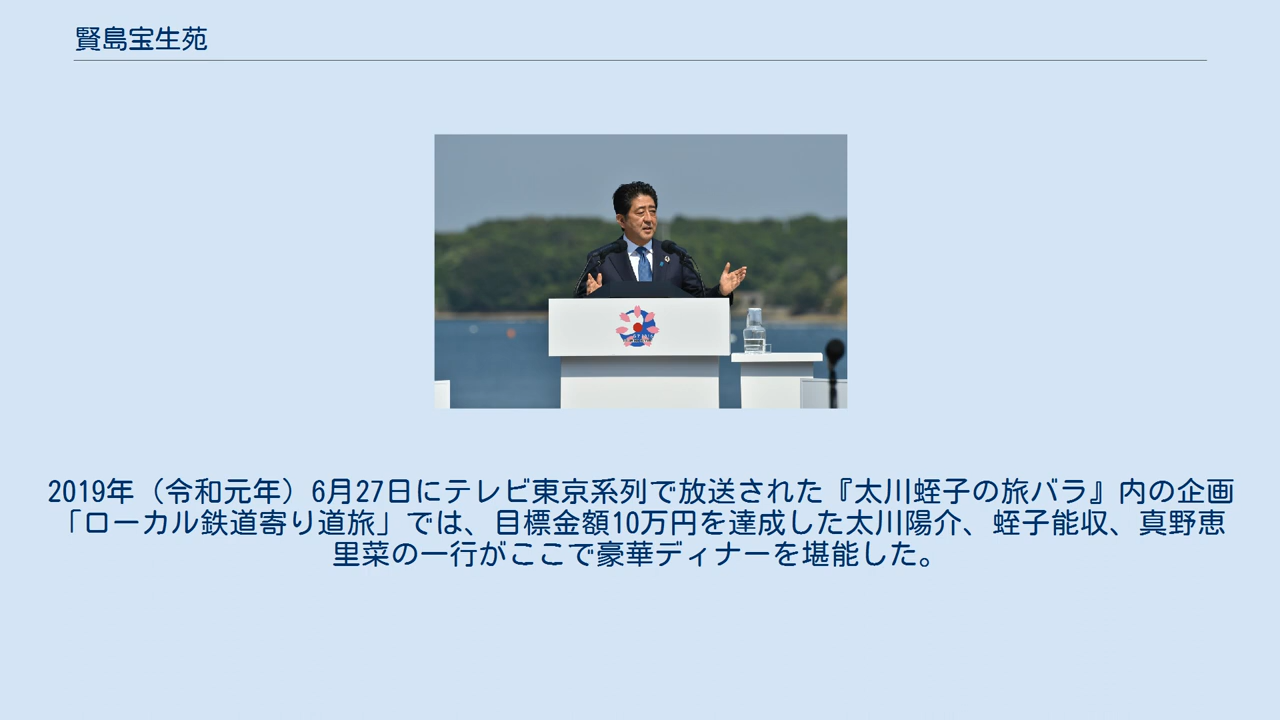 賢島宝生苑
2019年（令和元年）6月27日にテレビ東京系列で放送された『太川蛭子の旅バラ』内の企画
「ローカル鉄道寄り道旅」では、目標金額10万円を達成した太川陽介、蛭子能収、真野恵
里菜の一行がここで豪華ディナーを堪能した。